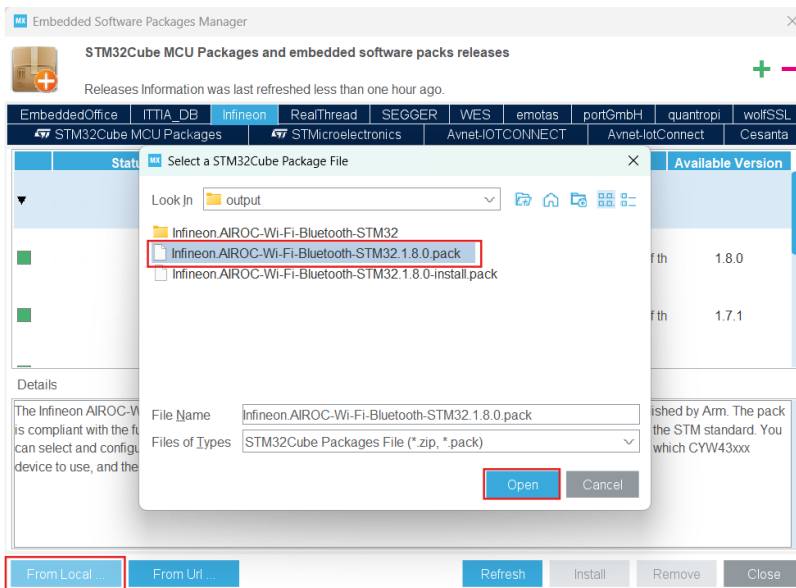 MX Embedded Software Packages Manager
STM32Cube MCU Packages and embedded software packs releases
Releases Information was last refreshed less than one hour ago.
EmbeddedOffice ITTIA_DB Infineon RealThread SEGGER WES emotas portGmbH quantropi wolfSSL
STM32Cube MCU Packages STMicroelectronics Avnet-IOTCONNECT Avnet-IotConnect Cesanta
Available Version
MX Select a STM32Cube Package File
Look In output
Infineon.AIROC-Wi-Fi-Bluetooth-STM32
Infineon.AIROC-Wi-Fi-Bluetooth-STM32.1.8.0.pack
Infineon.AIROC-Wi-Fi-Bluetooth-STM32.1.8.0-install.pack
f th 1.8.0
f th 1.7.1
File Name Infineon.AIROC-Wi-Fi-Bluetooth-STM32.1.8.0.pack
Files of Types STM32Cube Packages File (*.zip, *.pack)
Open Cancel
Details
The Infineon AIROC-W ished by Arm. The pack
is compliant with the fu the STM standard. You
can select and configu which CYW43xxx
device to use, and the
From Local ... From Url ... Refresh Install Remove Close